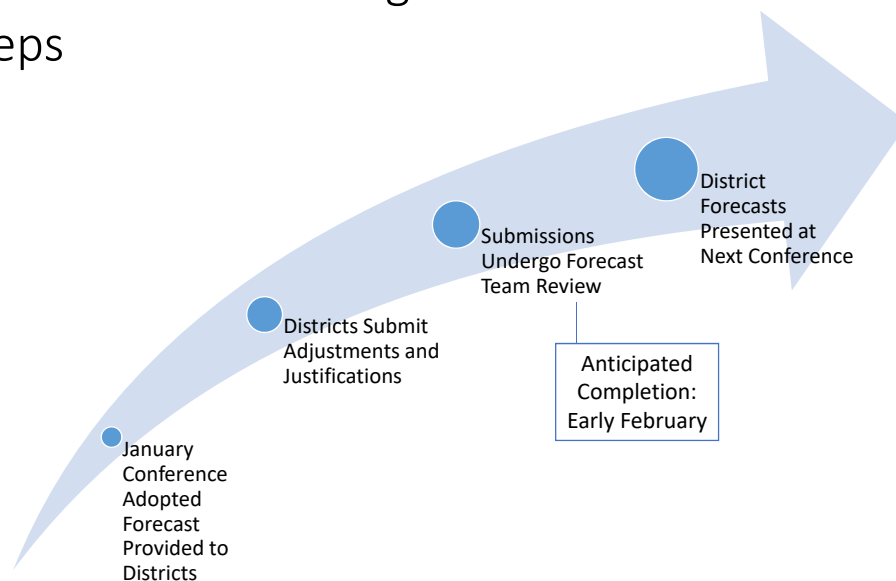 January
Conference
Adopted
Forecast
Provided to
Districts
Districts Submit
Adjustments and
Justifications
Submissions
Undergo Forecast
Team Review
Anticipated
Completion:
Early February
District
Forecasts
Presented at
Next Conference